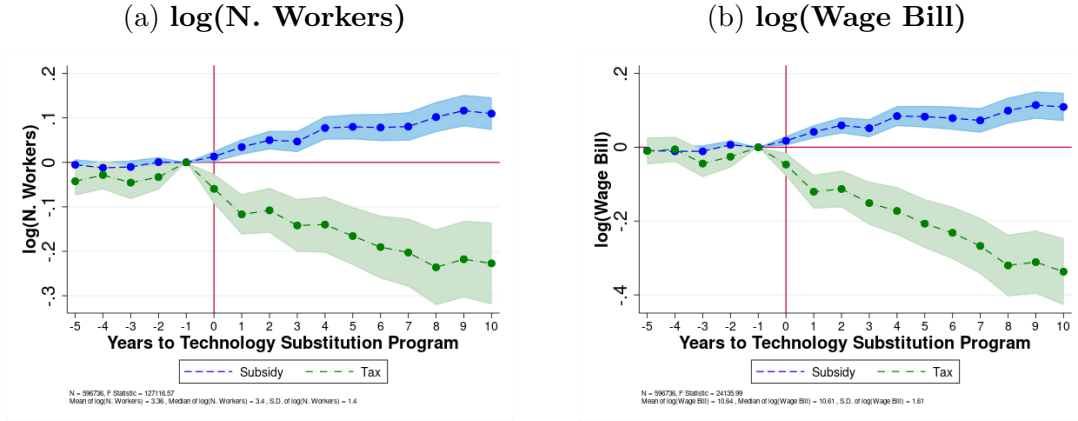 (a) log(N. Workers)
(b) log(Wage Bill)
log(N. Workers)
.2
.1
0
-.1
-.2
-.3
-5 -4 -3 -2 -1 0 1 2 3 4 5 6 7 8 9 10
Years to Technology Substitution Program
Subsidy Tax
N = 596736, F Statistic = 127116.57
Mean of log(N. Workers) = 3.36 , Median of log(N. Workers) = 3.4 , S.D. of log(N. Workers) = 1.4
log(Wage Bill)
.2
0
-.2
-.4
-5 -4 -3 -2 -1 0 1 2 3 4 5 6 7 8 9 10
Years to Technology Substitution Program
Subsidy Tax
N = 596736, F Statistic = 24135.99
Mean of log(Wage Bill) = 10.64 , Median of log(Wage Bill) = 10.61 , S.D. of log(Wage Bill) = 1.61